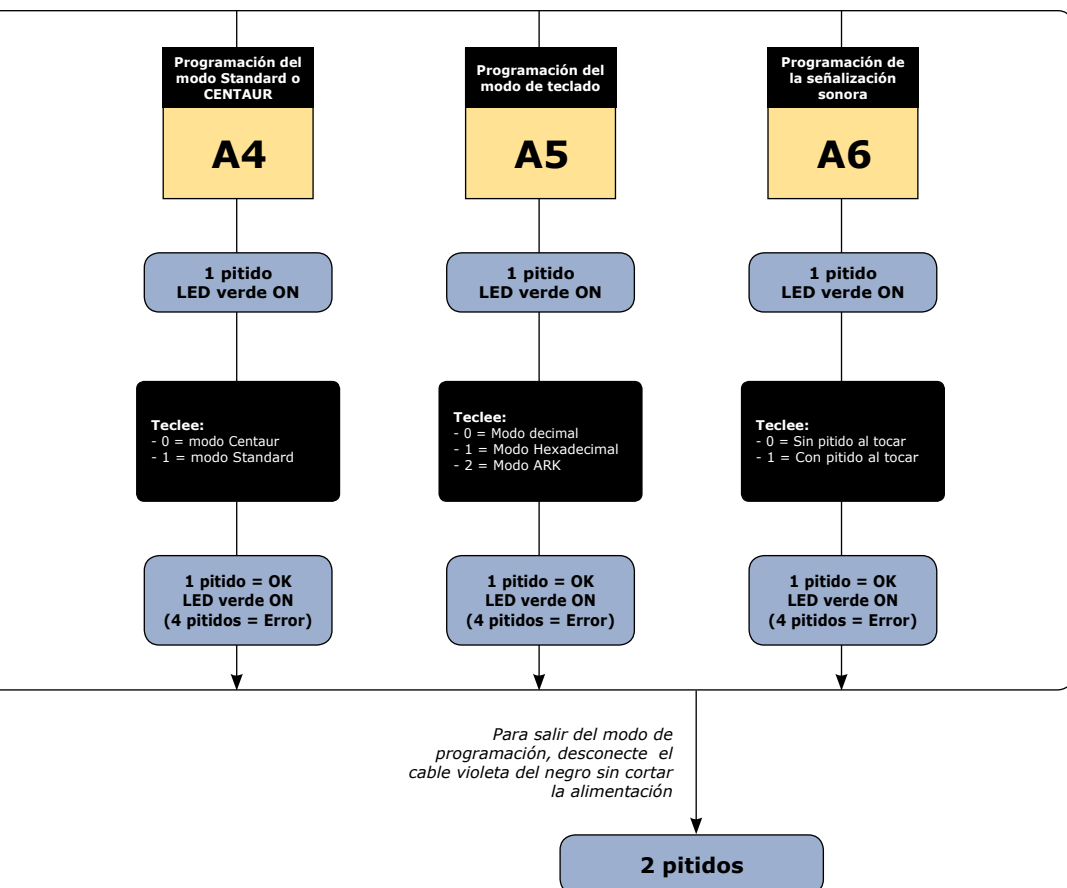 Programación del
modo Standard o
CENTAUR
A4
1 pitido
LED verde ON
Teclee:
- 0 = modo Centaur
- 1 = modo Standard
1 pitido = OK
LED verde ON
(4 pitidos = Error)
Programación del
modo de teclado
A5
1 pitido
LED verde ON
Teclee:
- 0 = Modo decimal
- 1 = Modo Hexadecimal
- 2 = Modo ARK
1 pitido = OK
LED verde ON
(4 pitidos = Error)
Programación de
la señalización
sonora
A6
1 pitido
LED verde ON
Teclee:
- 0 = Sin pitido al tocar
- 1 = Con pitido al tocar
1 pitido = OK
LED verde ON
(4 pitidos = Error)
Para salir del modo de
programación, desconecte el
cable violeta del negro sin cortar
la alimentación
2 pitidos